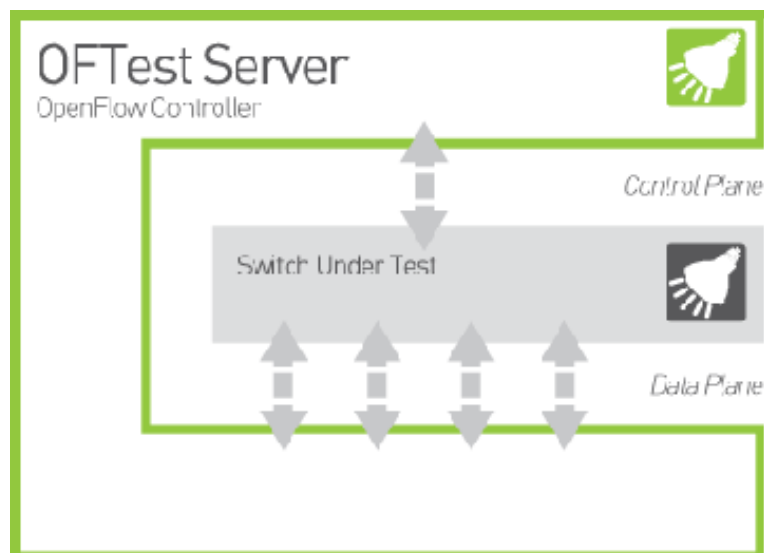 OFTest Server
OpenFlow Controller
Control Plane
Switch Under Test
Data Plane